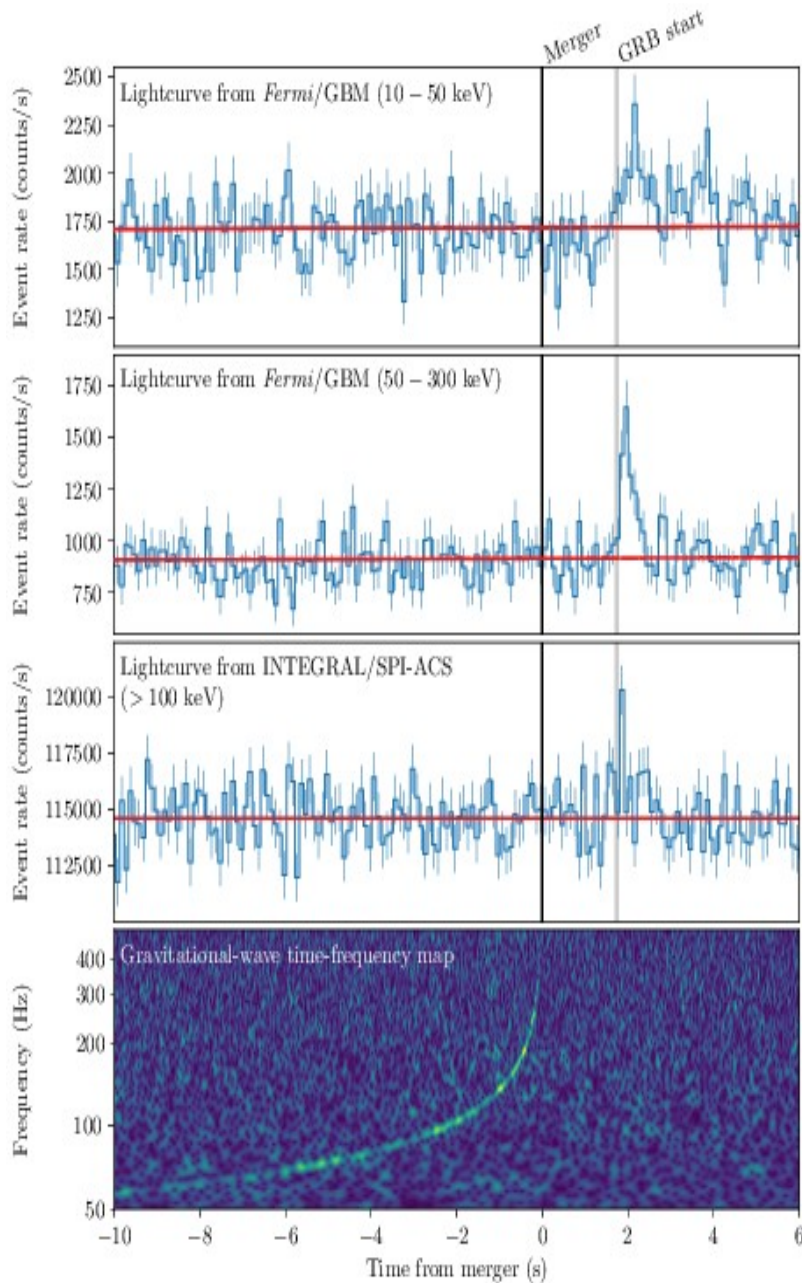 Merger
GRB start
2500
2250
2000
1750
1500
1250
Event rate (counts/s)
Lightcurve from Fermi/GBM (10 – 50 keV)
1750
1500
1250
1000
750
Event rate (counts/s)
Lightcurve from Fermi/GBM (50 – 300 keV)
120000
117500
115000
112500
Event rate (counts/s)
Lightcurve from INTEGRAL/SPI-ACS
(> 100 keV)
400
300
200
100
50
Frequency (Hz)
Gravitational-wave time-frequency map
−10 −8 −6 −4 −2 0 2 4 6
Time from merger (s)